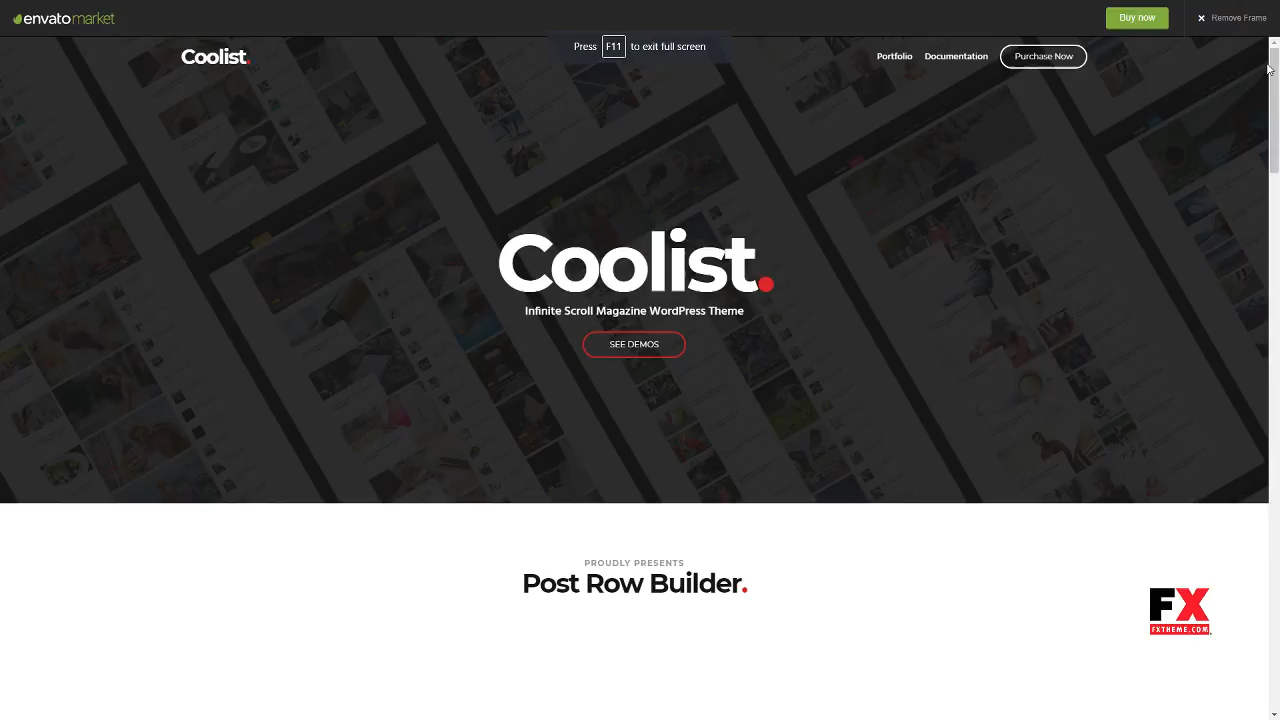 envatomarket
Buy now
Remove Frame
Coolist.
Press F11 to exit full screen
Portfolio
Documentation
Purchase Now
Coolist.
Infinite Scroll Magazine WordPress Theme
SEE DEMOS
PROUDLY PRESENTS
Post Row Builder.
FX
FXTHEME.COM